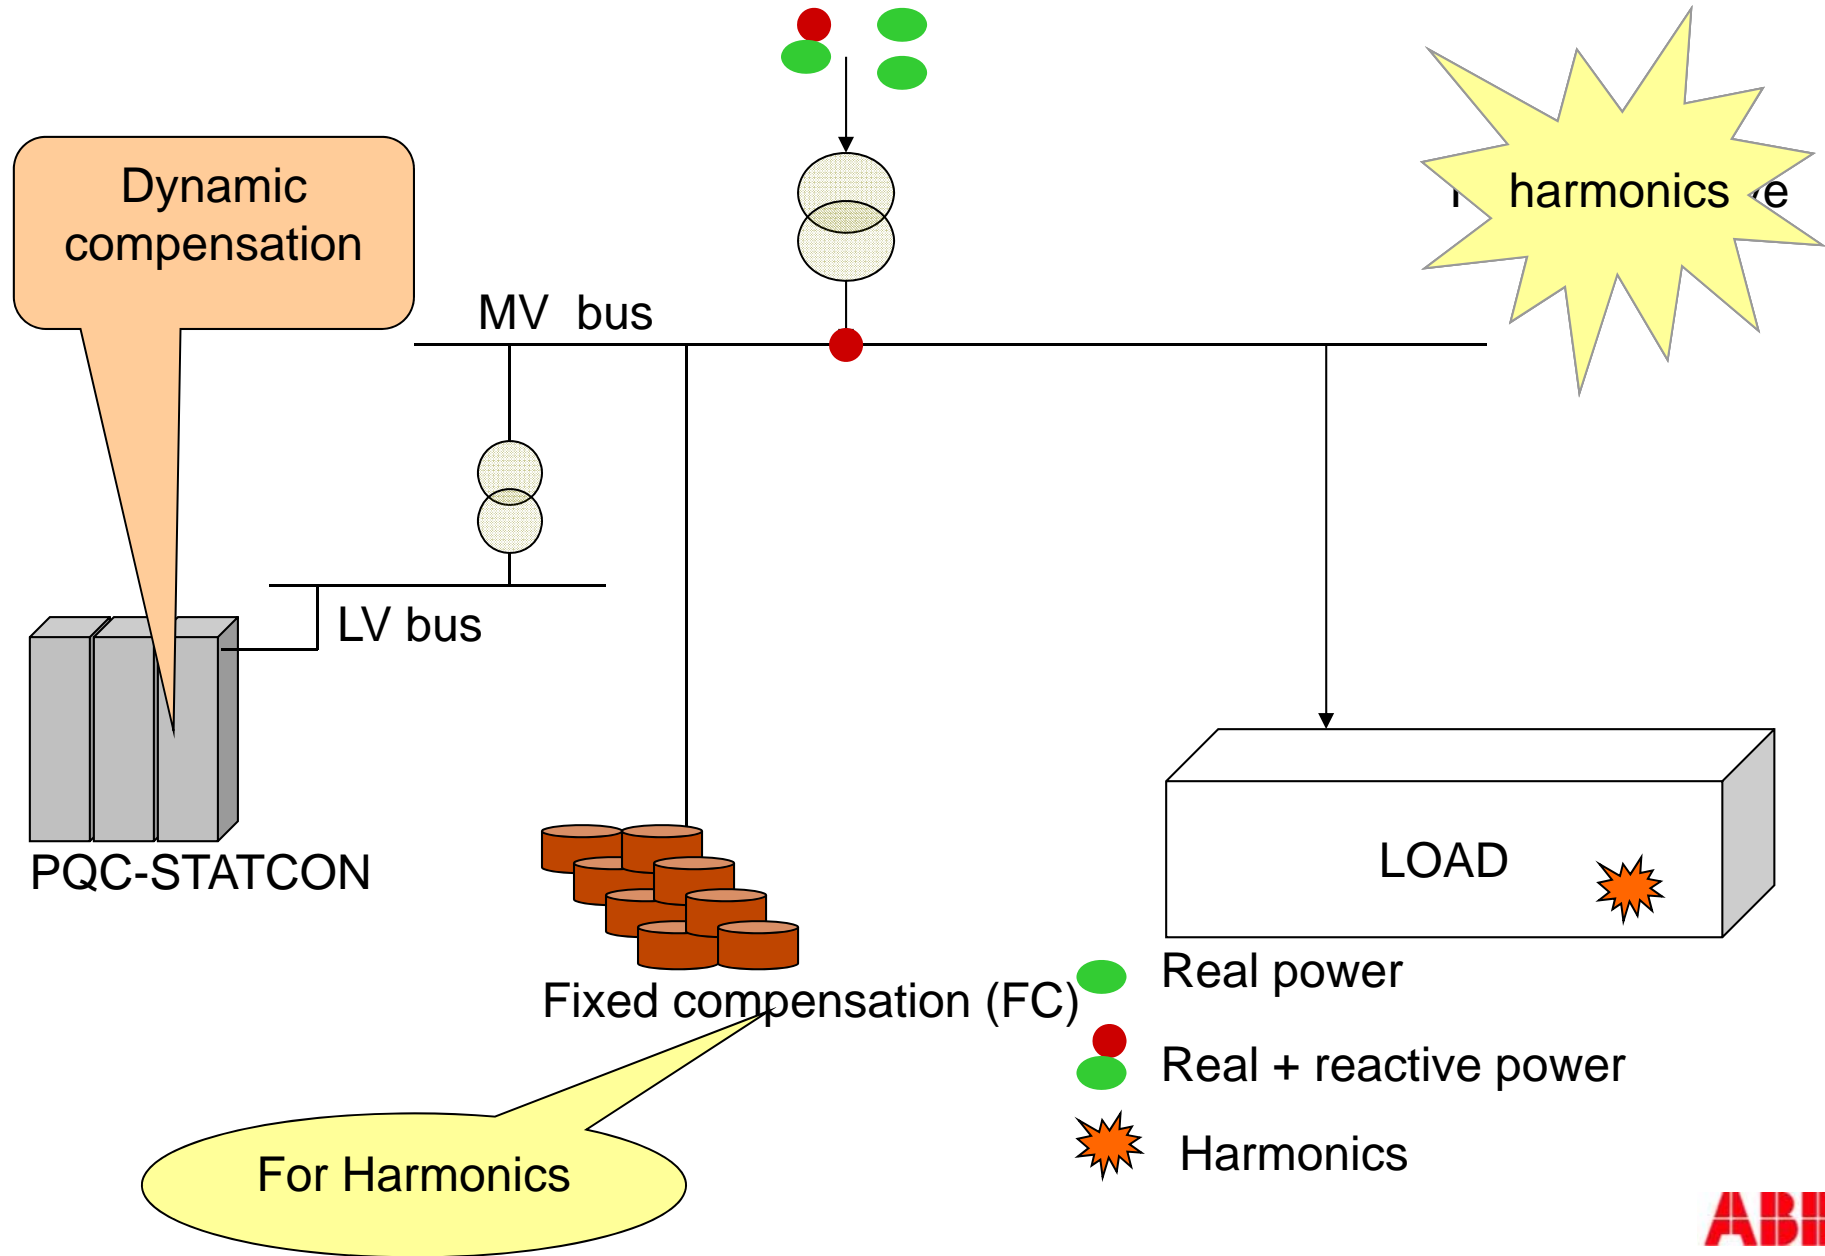 Dynamic
compensation
harmonics
MV bus
LV bus
PQC-STATCON
LOAD
Fixed compensation (FC)
Real power
Real + reactive power
Harmonics
For Harmonics